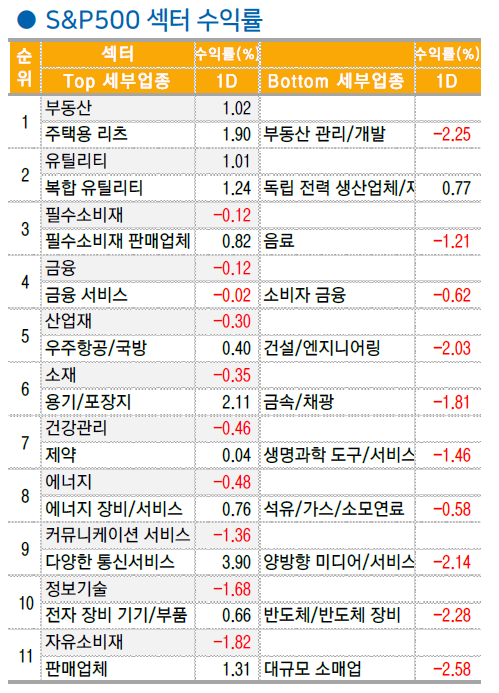 ● S&P500 섹터 수익률
순위 섹터 수익률(%) 수익률(%)
Top 세부업종 1D Bottom 세부업종 1D
1 부동산 1.02
주택용 리츠 1.90 부동산 관리/개발 -2.25
2 유틸리티 1.01
복합 유틸리티 1.24 독립 전력 생산업체/ 0.77
3 필수소비재 -0.12
필수소비재 판매업체 0.82 음료 -1.21
4 금융 -0.12
금융 서비스 -0.02 소비자 금융 -0.62
5 산업재 -0.30
우주항공/국방 0.40 건설/엔지니어링 -2.03
6 소재 -0.35
용기/포장지 2.11 금속/채광 -1.81
7 건강관리 -0.46
제약 0.04 생명과학 도구/서비스 -1.46
8 에너지 -0.48
에너지 장비/서비스 0.76 석유/가스/소모연료 -0.58
9 커뮤니케이션 서비스 -1.36
다양한 통신서비스 3.90 양방향 미디어/서비스 -2.14
10 정보기술 -1.68
전자 장비 기기/부품 0.66 반도체/반도체 장비 -2.28
11 자유소비재 -1.82
판매업체 1.31 대규모 소매업 -2.58